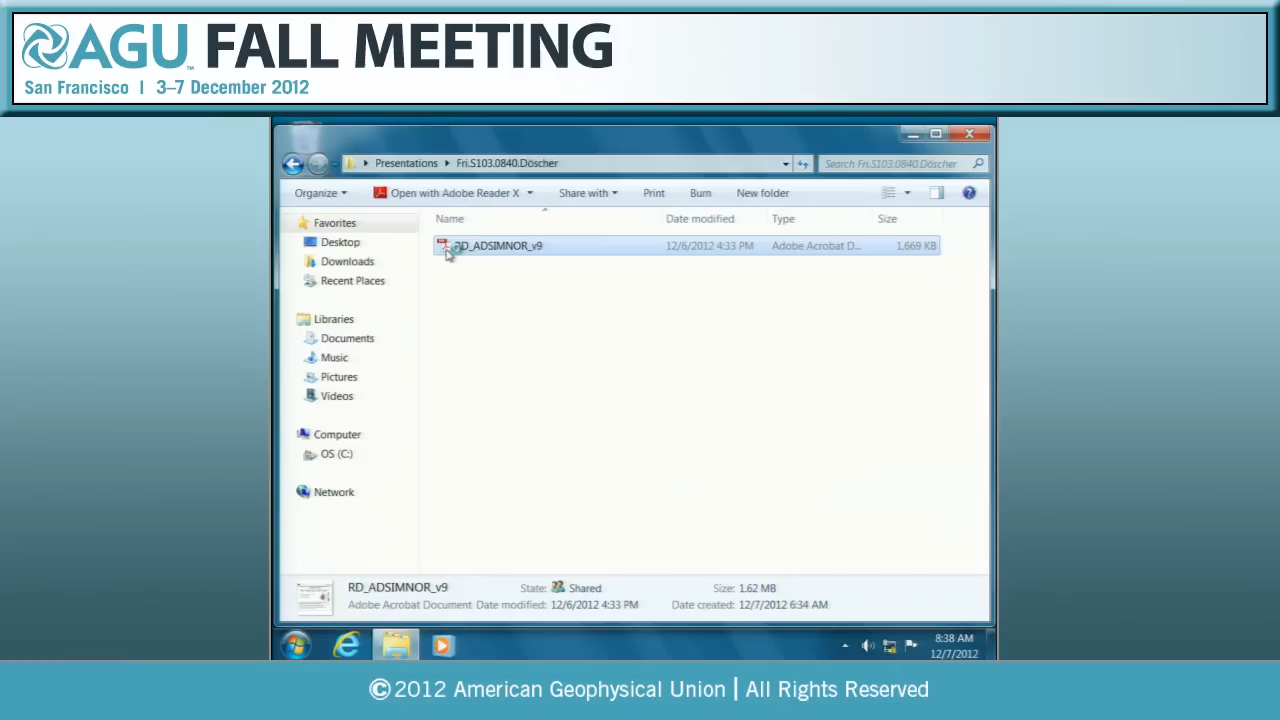 AGU FALL MEETING
San Francisco | 3–7 December 2012
Presentations Fri.S103.0840.Döscher
Search Fri.S103.0840.Döscher
Organize Open with Adobe Reader X Share with Print Burn New folder
Name Date modified Type Size
Favorites
RD_ADSIMNOR_v9 12/6/2012 4:33 PM Adobe Acrobat D... 1,669 KB
Desktop
Downloads
Recent Places
Libraries
Documents
Music
Pictures
Videos
Computer
OS (C:)
Network
RD_ADSIMNOR_v9 State: Shared Size: 1.62 MB
Adobe Acrobat Document Date modified: 12/6/2012 4:33 PM Date created: 12/7/2012 6:34 AM
8:38 AM
12/7/2012
©2012 American Geophysical Union | All Rights Reserved